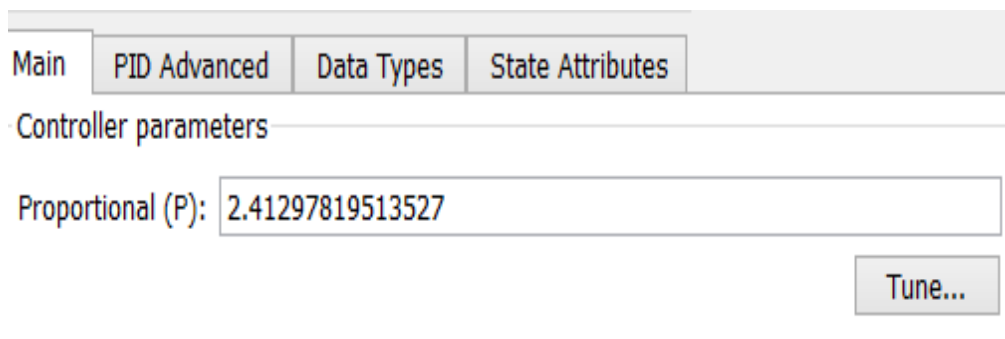 Main PID Advanced Data Types State Attributes
Controller parameters
Proportional (P): 2.41297819513527
Tune...